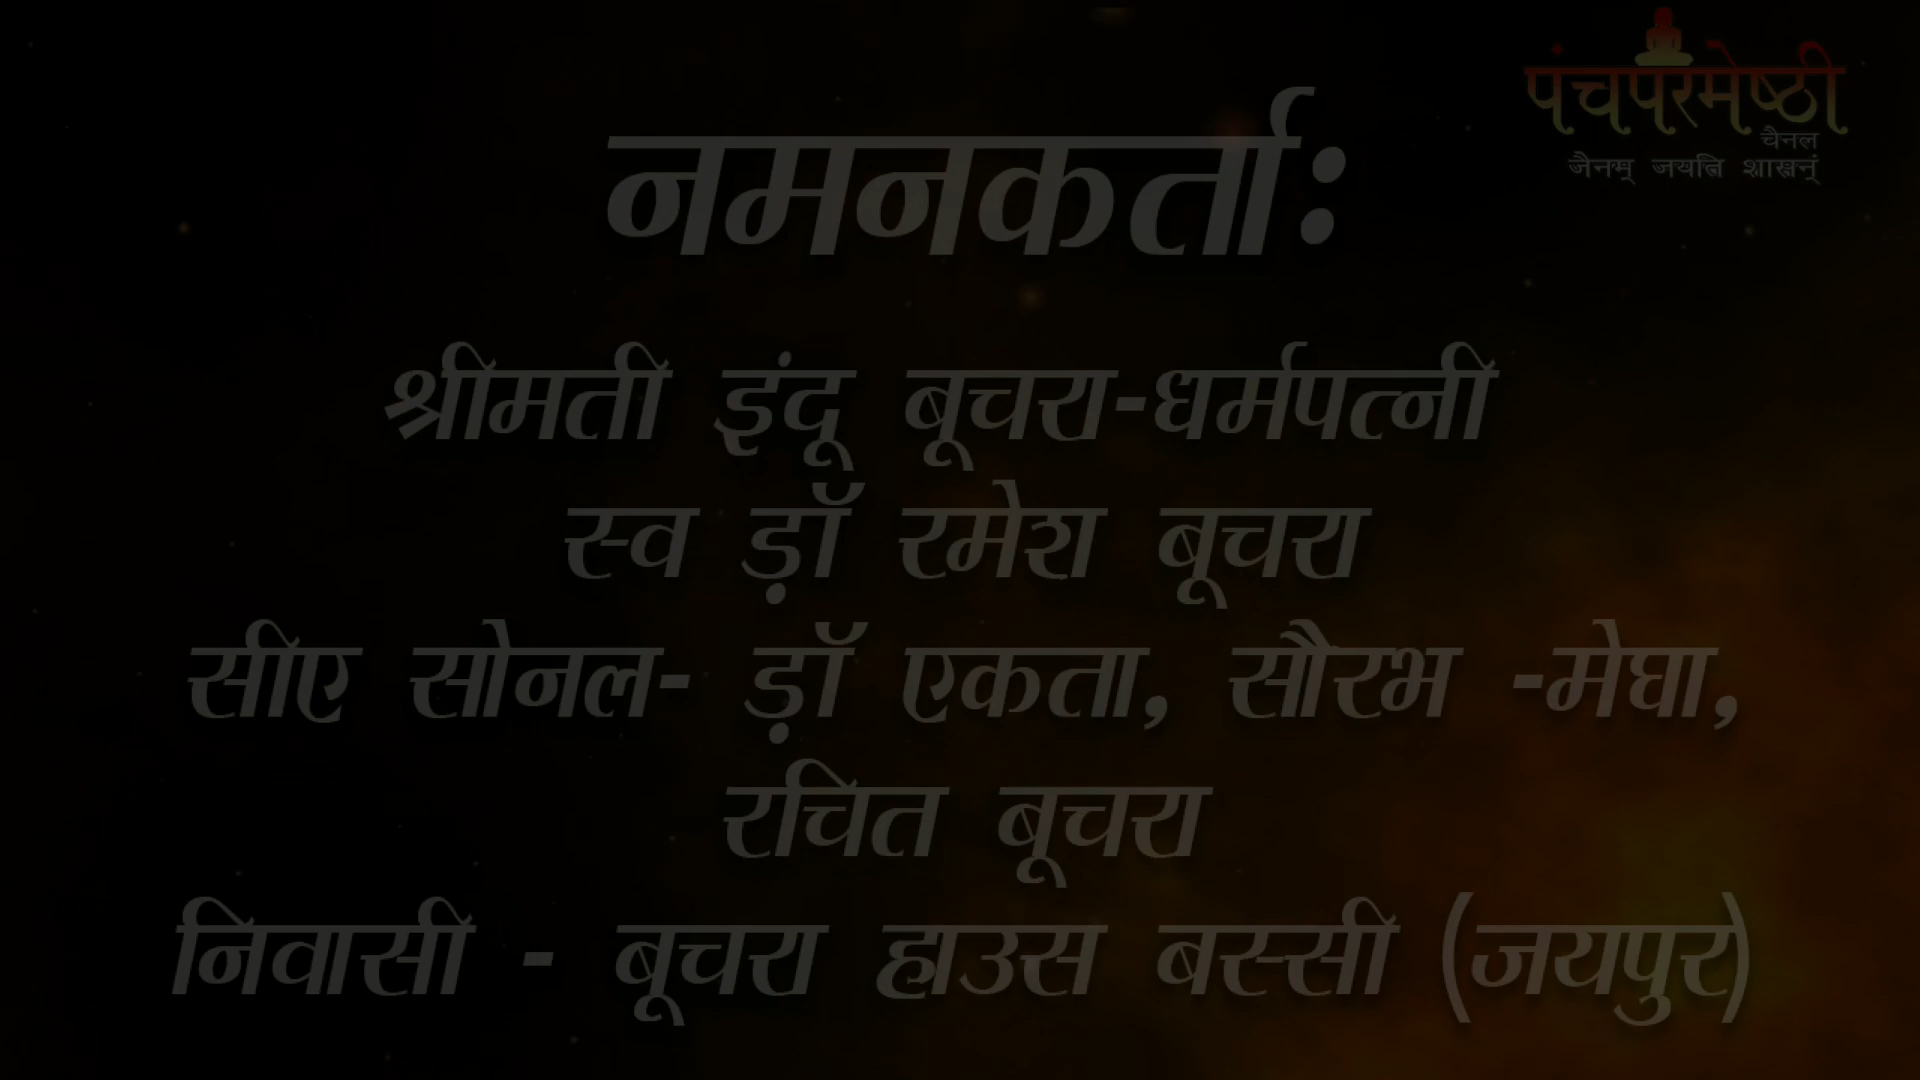 पंचपरमेष्ठी
चैनल
जैनम् जयति शासनं
नमनकर्ताः
श्रीमती इंदू बूचरा-धर्मपत्नी
स्व ड़ॉ रमेश बूचरा
सीए सोनल- ड़ॉ एकता, सौरभ -मेघा,
रचित बूचरा
निवासी - बूचरा हाउस बस्सी (जयपुर)